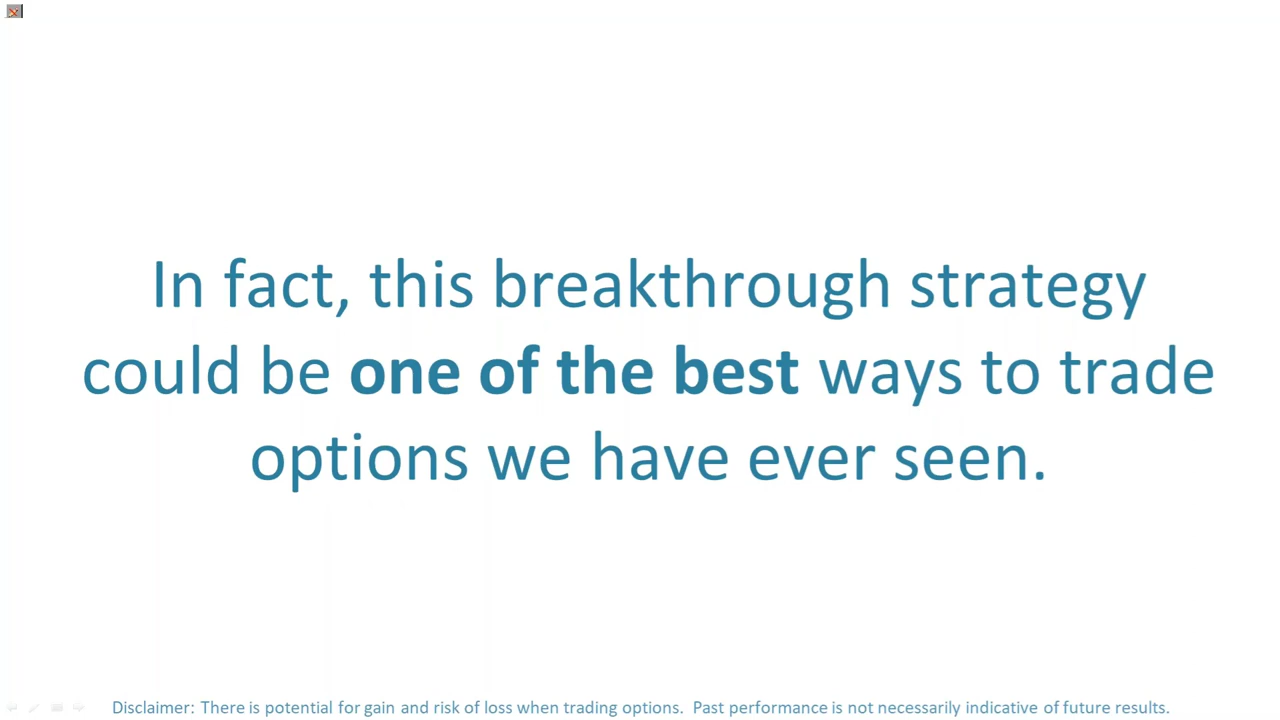 In fact, this breakthrough strategy
could be one of the best ways to trade
options we have ever seen.
Disclaimer: There is potential for gain and risk of loss when trading options.  Past performance is not necessarily indicative of future results.